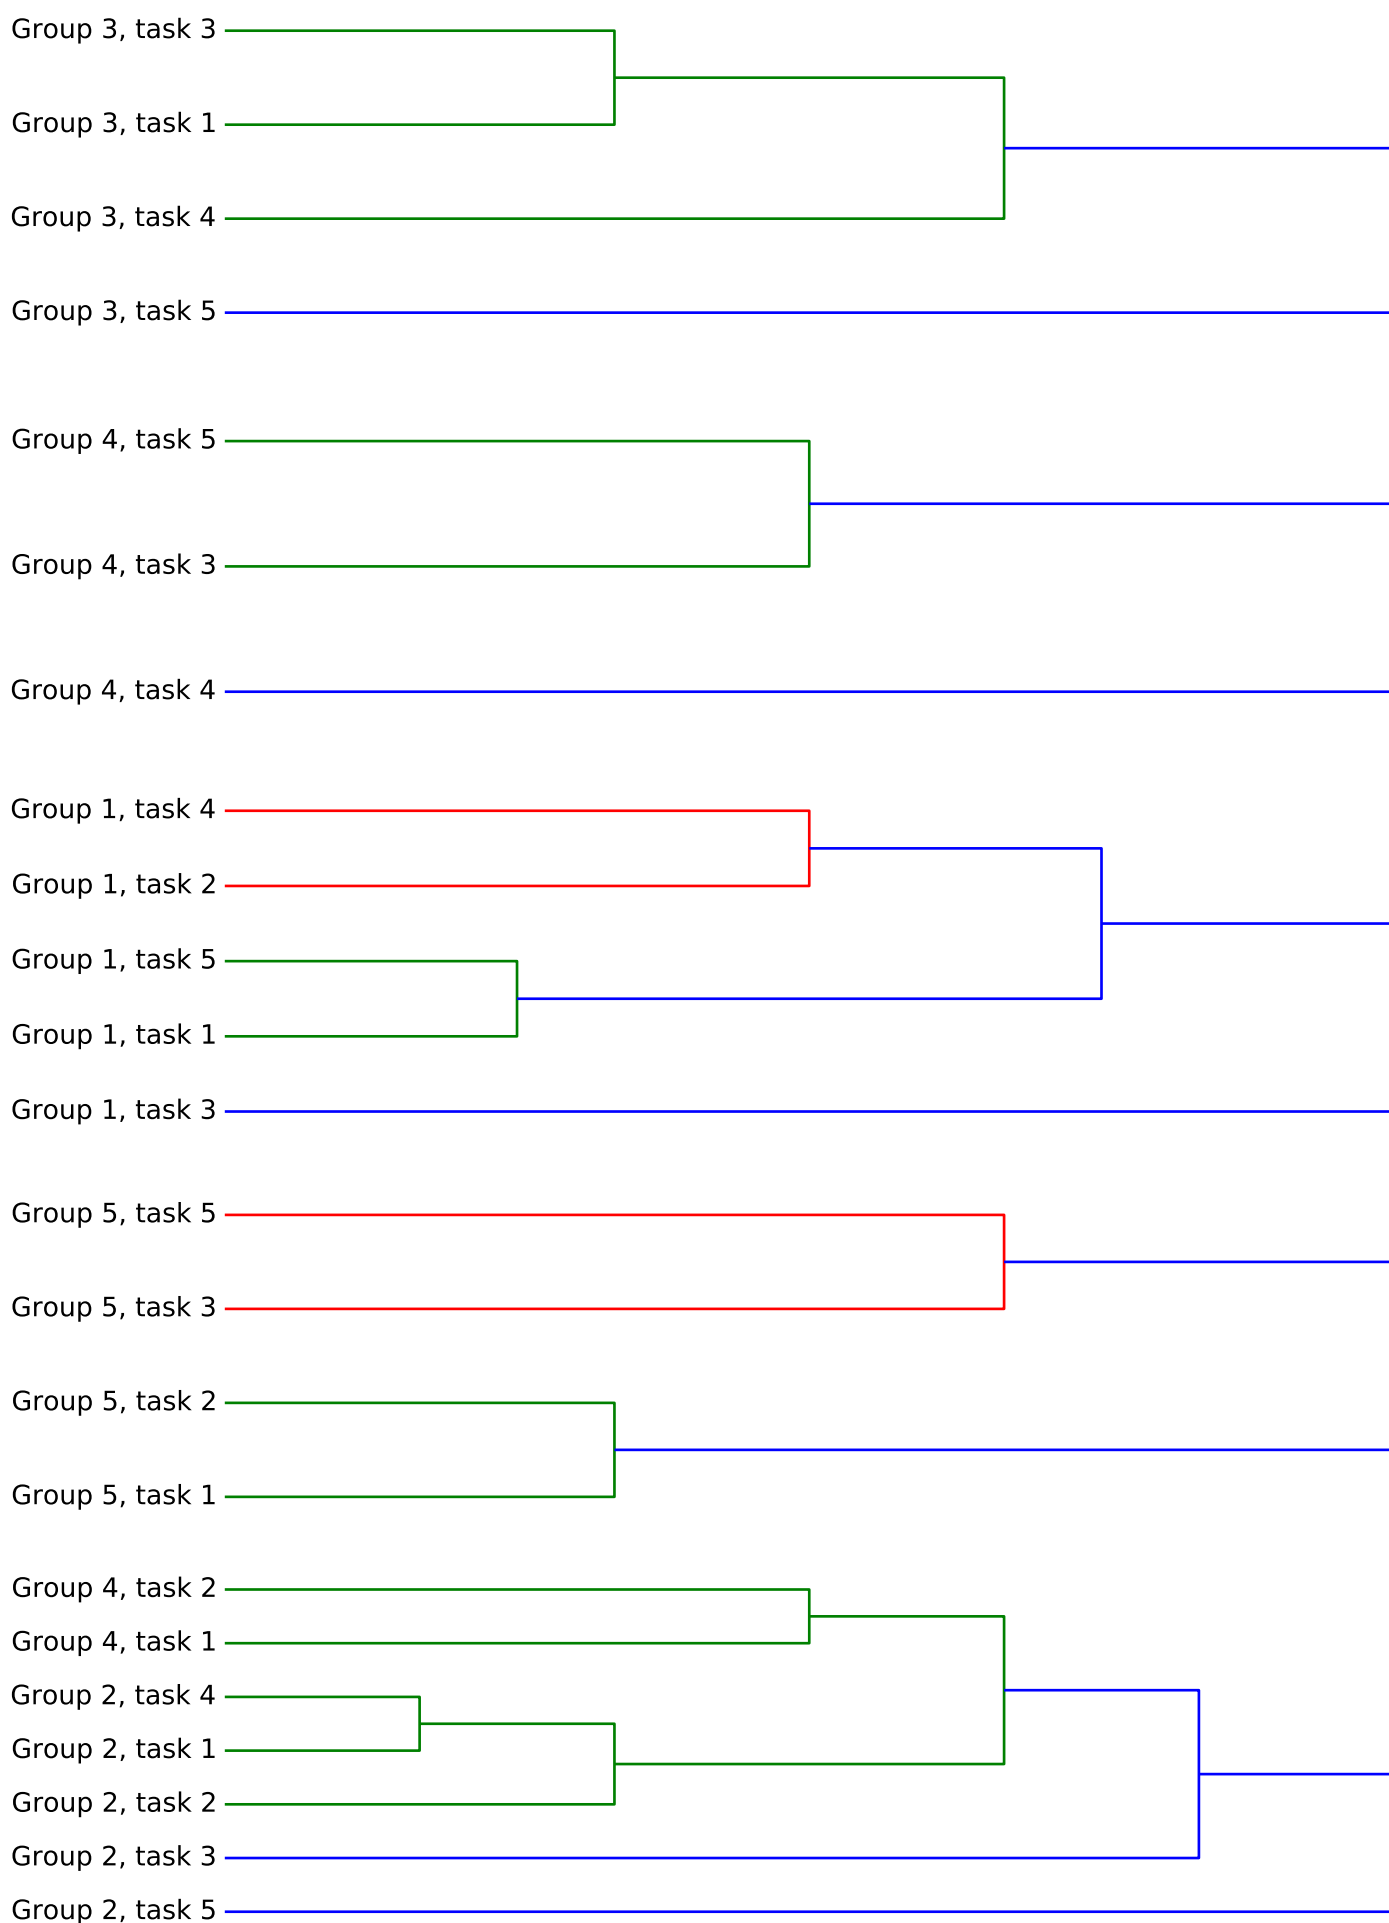 Group 3, task 3
Group 3, task 1
Group 3, task 4
Group 3, task 5
Group 4, task 5
Group 4, task 3
Group 4, task 4
Group 1, task 4
Group 1, task 2
Group 1, task 5
Group 1, task 1
Group 1, task 3
Group 5, task 5
Group 5, task 3
Group 5, task 2
Group 5, task 1
Group 4, task 2
Group 4, task 1
Group 2, task 4
Group 2, task 1
Group 2, task 2
Group 2, task 3
Group 2, task 5